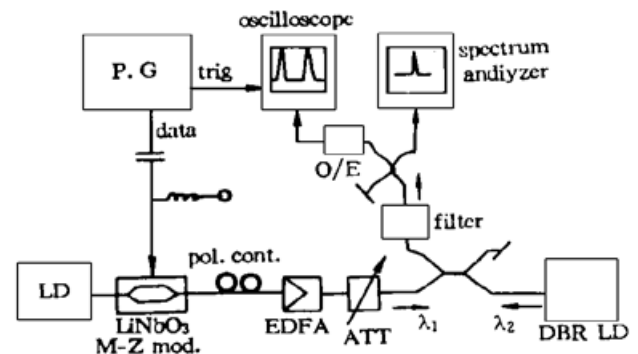 oscilloscope
P. G
trig
spectrum
andiyzer
data
O/E
filter
pol. cont.
LD
LiNbO₃
M-Z mod.
EDFA
ATT
λ₁
λ₂
DBR LD